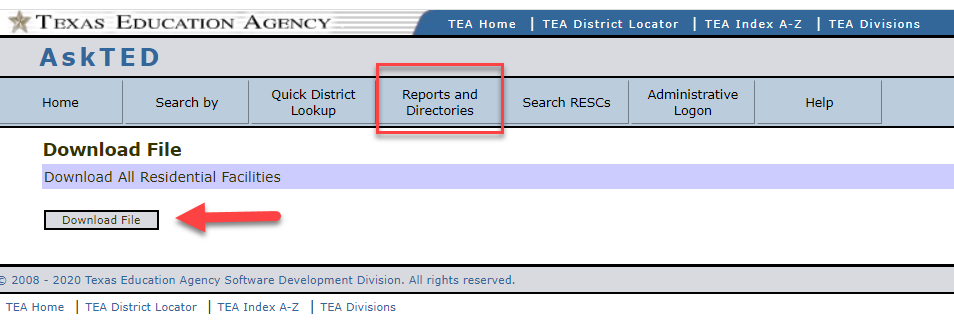 TEXAS EDUCATION AGENCY
TEA Home | TEA District Locator | TEA Index A-Z | TEA Divisions
AskTED
Home
Search by
Quick District
Lookup
Reports and
Directories
Search RESCs
Administrative
Logon
Help
Download File
Download All Residential Facilities
Download File
© 2008 - 2020 Texas Education Agency Software Development Division. All rights reserved.
TEA Home | TEA District Locator | TEA Index A-Z | TEA Divisions